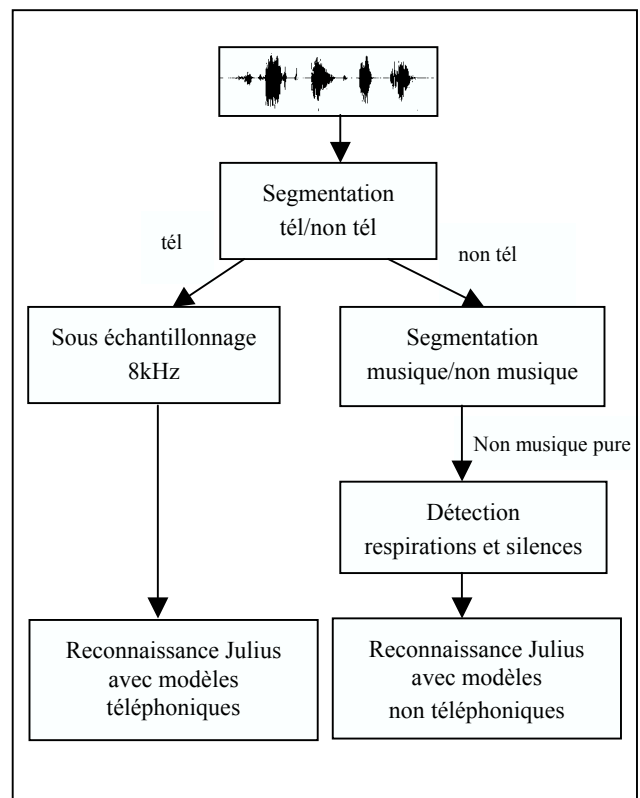 Segmentation
tél/non tél
tél
non tél
Sous échantillonnage
8kHz
Segmentation
musique/non musique
Non musique pure
Détection
respirations et silences
Reconnaissance Julius
avec modèles
téléphoniques
Reconnaissance Julius
avec modèles
non téléphoniques